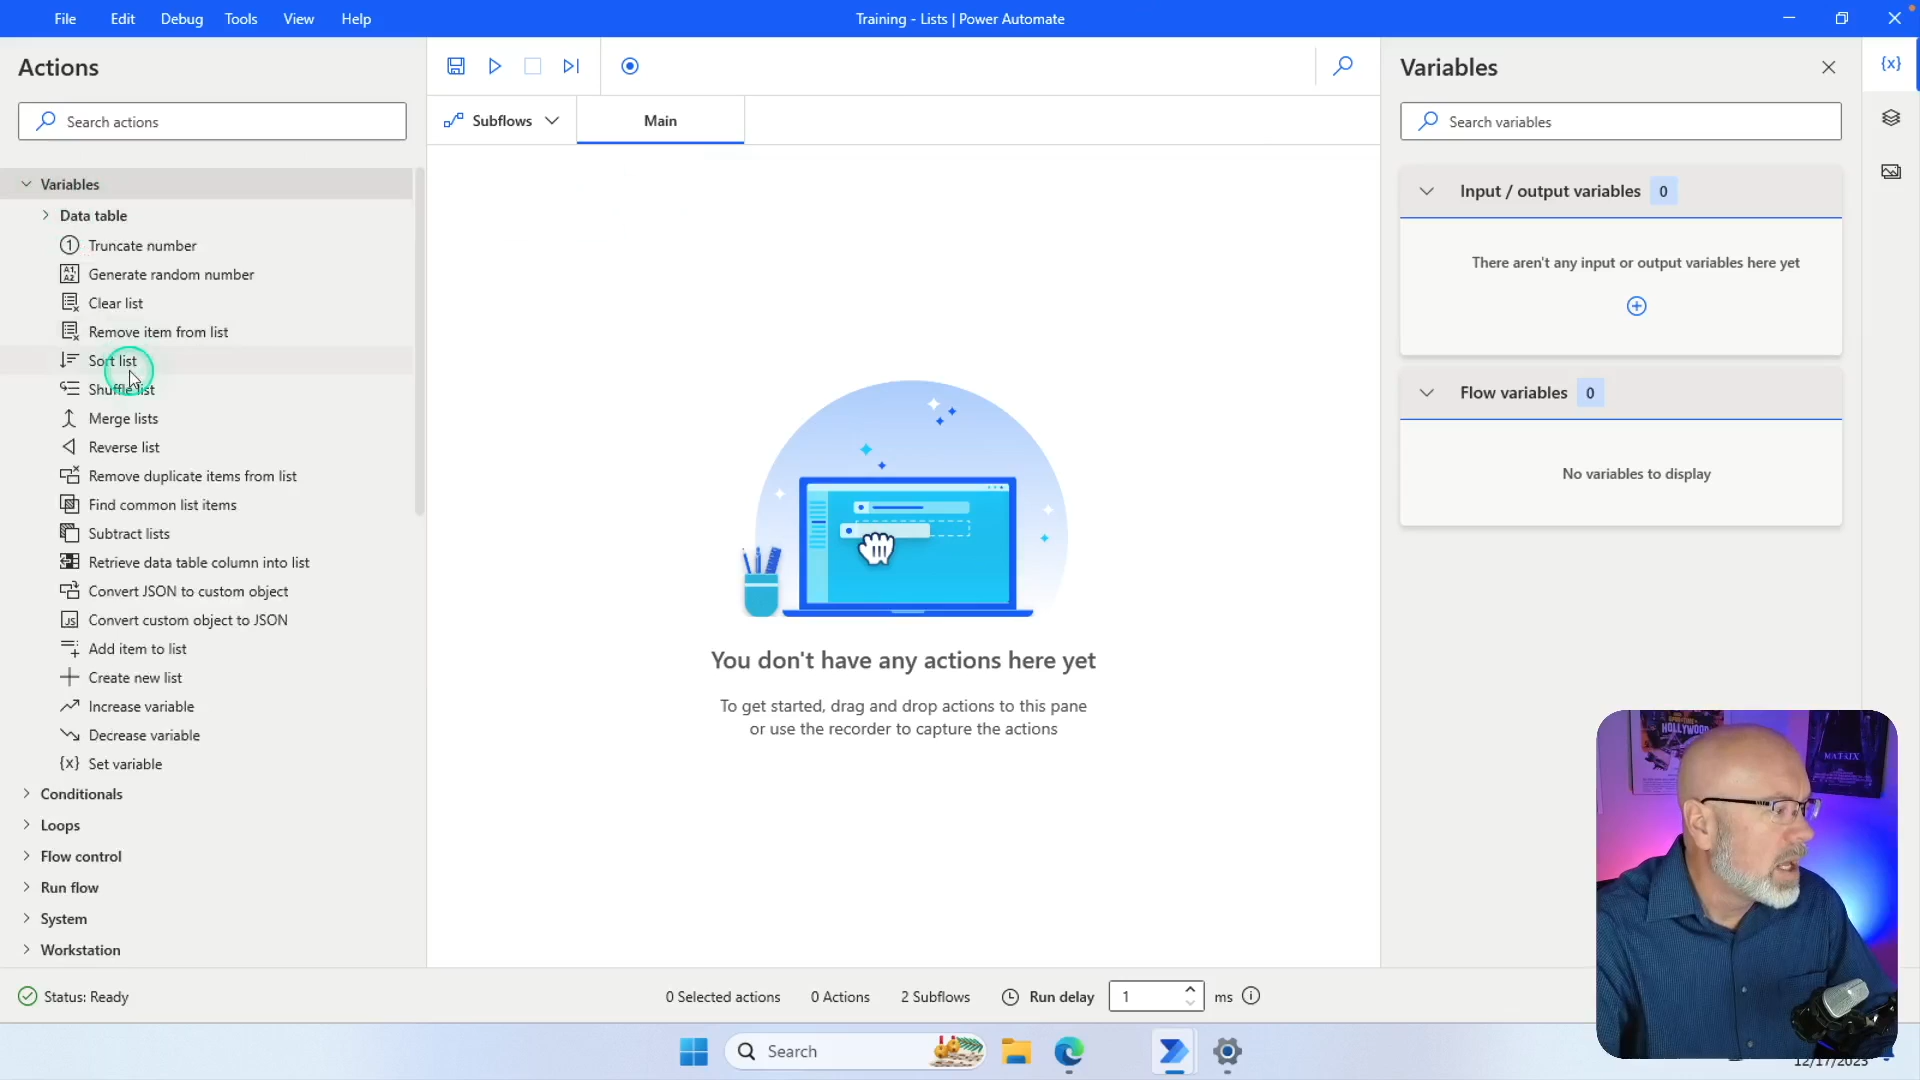 File Edit Debug Tools View Help
Training - Lists | Power Automate
Actions
Search actions
Variables
Data table
Truncate number
Generate random number
Clear list
Remove item from list
Sort list
Shuffle list
Merge lists
Reverse list
Remove duplicate items from list
Find common list items
Subtract lists
Retrieve data table column into list
Convert JSON to custom object
Convert custom object to JSON
Add item to list
Create new list
Increase variable
Decrease variable
{x} Set variable
Conditionals
Loops
Flow control
Run flow
System
Workstation
Subflows
Main
You don't have any actions here yet
To get started, drag and drop actions to this pane
or use the recorder to capture the actions
Variables
{x}
Search variables
Input / output variables 0
There aren't any input or output variables here yet
Flow variables 0
No variables to display
HOLLYWOOD
MATRIX
Status: Ready
0 Selected actions 0 Actions 2 Subflows Run delay 1 ms
Search
12/17/2023